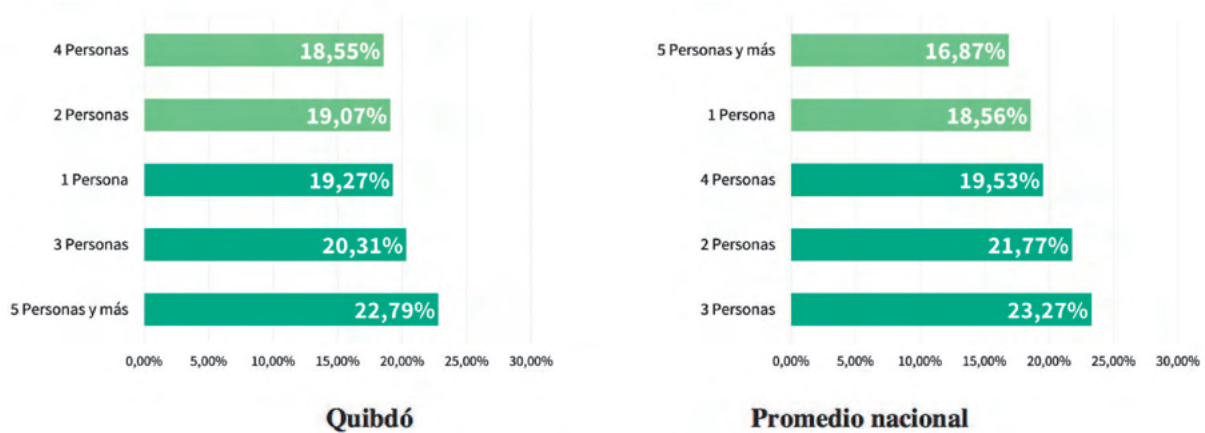 4 Personas 18,55%
2 Personas 19,07%
1 Persona 19,27%
3 Personas 20,31%
5 Personas y más 22,79%
0,00% 5,00% 10,00% 15,00% 20,00% 25,00% 30,00%
Quibdó
5 Personas y más 16,87%
1 Persona 18,56%
4 Personas 19,53%
2 Personas 21,77%
3 Personas 23,27%
0,00% 5,00% 10,00% 15,00% 20,00% 25,00% 30,00%
Promedio nacional